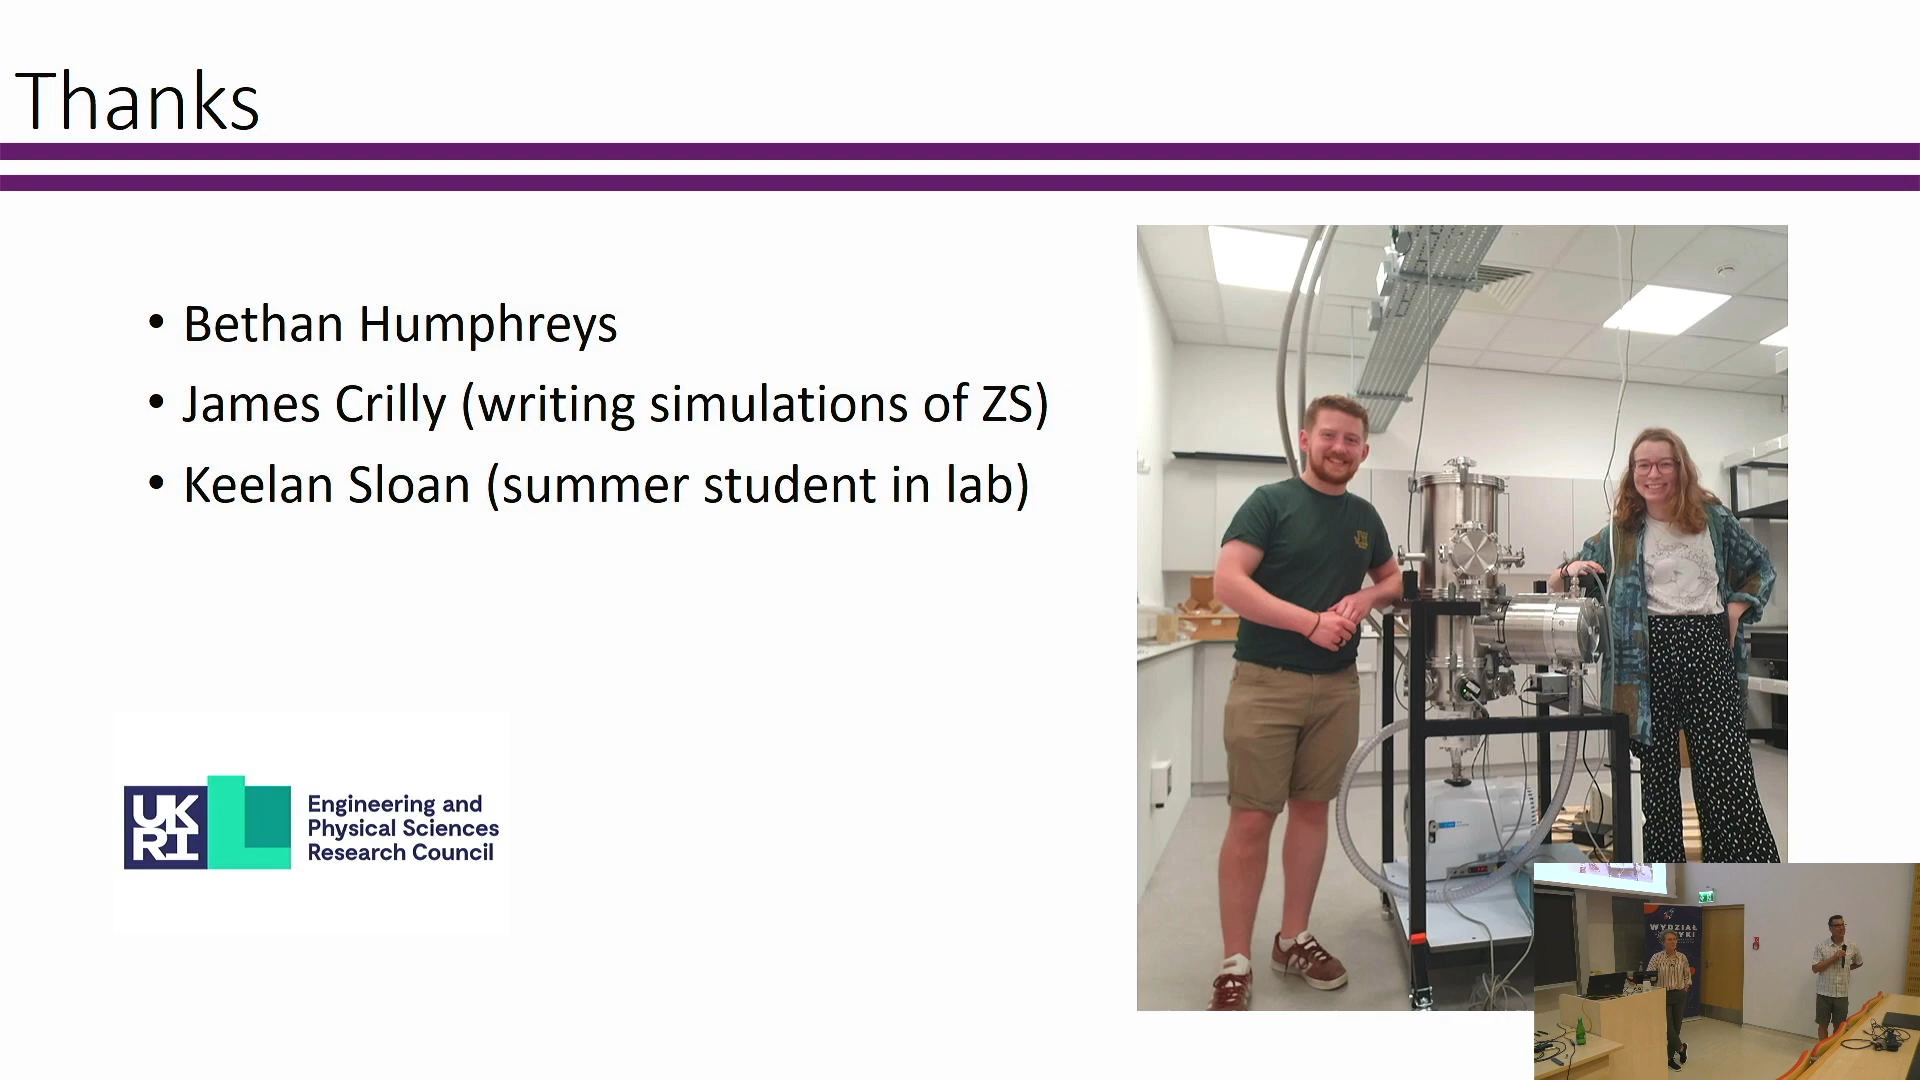 Thanks
• Bethan Humphreys
• James Crilly (writing simulations of ZS)
• Keelan Sloan (summer student in lab)
UK
RI
Engineering and
Physical Sciences
Research Council
WYDZIAŁ